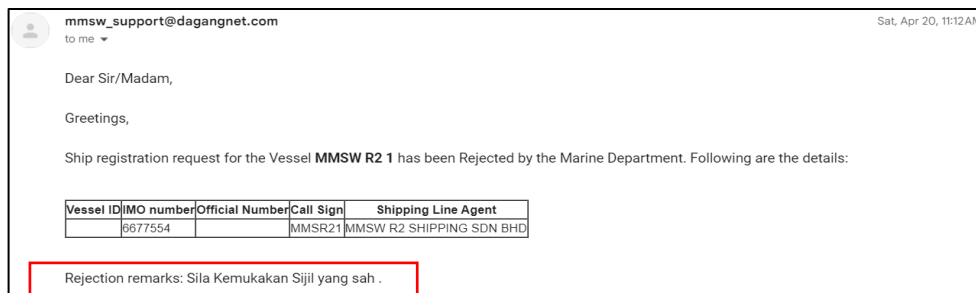 mmsw_support@dagangnet.com
Sat, Apr 20, 11:12 AM
to me
Dear Sir/Madam,
Greetings,
Ship registration request for the Vessel MMSW R2 1 has been Rejected by the Marine Department. Following are the details:
Vessel ID IMO number Official Number Call Sign Shipping Line Agent
6677554 MMSR21 MMSW R2 SHIPPING SDN BHD
Rejection remarks: Sila Kemukakan Sijil yang sah .